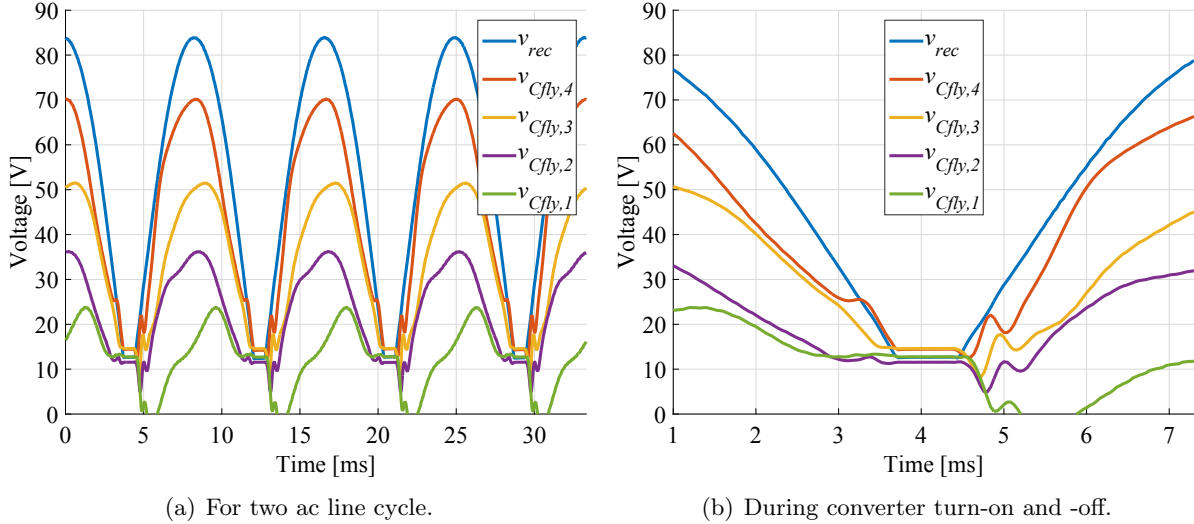 90
80
70
60
50
40
30
20
10
0
Voltage [V]
0 5 10 15 20 25 30
Time [ms]
v_rec
v_Cfly,4
v_Cfly,3
v_Cfly,2
v_Cfly,1
(a) For two ac line cycle.
90
80
70
60
50
40
30
20
10
0
Voltage [V]
1 2 3 4 5 6 7
Time [ms]
v_rec
v_Cfly,4
v_Cfly,3
v_Cfly,2
v_Cfly,1
(b) During converter turn-on and -off.